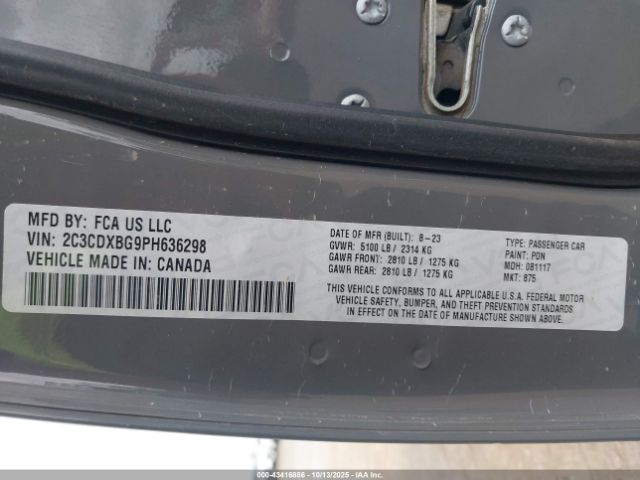 MFD BY: FCA US LLC
VIN: 2C3CDXBG9PH636298
VEHICLE MADE IN: CANADA
DATE OF MFR (BUILT): 8-23
GVWR: 5100 LB / 2314 KG
GAWR FRONT: 2810 LB / 1275 KG
GAWR REAR: 2810 LB / 1275 KG
TYPE: PASSENGER CAR
PAINT: PDN
MDH: 081117
MKT: 875
THIS VEHICLE CONFORMS TO ALL APPLICABLE U.S.A. FEDERAL MOTOR
VEHICLE SAFETY, BUMPER, AND THEFT PREVENTION STANDARDS
IN EFFECT ON THE DATE OF MANUFACTURE SHOWN ABOVE.
000-43416886 - 10/13/2025 - IAAI.COM